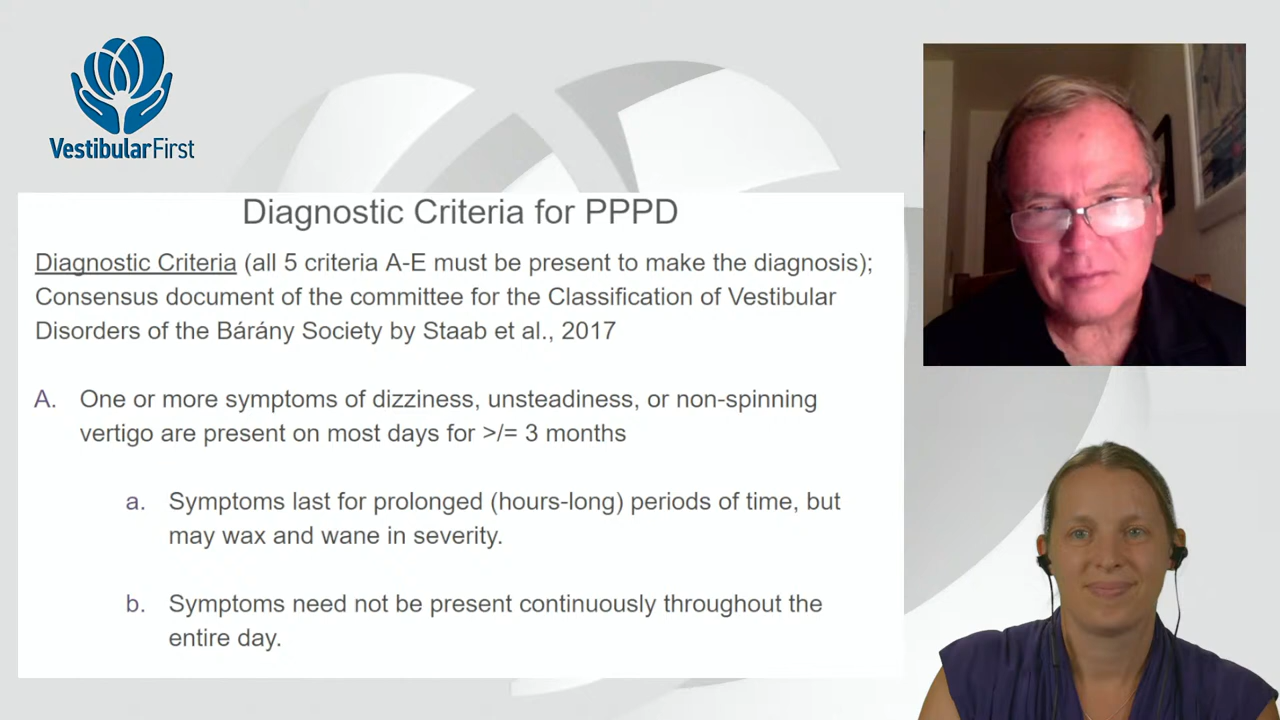 VestibularFirst
Diagnostic Criteria for PPPD
Diagnostic Criteria (all 5 criteria A-E must be present to make the diagnosis);
Consensus document of the committee for the Classification of Vestibular
Disorders of the Bárány Society by Staab et al., 2017
A. One or more symptoms of dizziness, unsteadiness, or non-spinning
vertigo are present on most days for >/= 3 months
a. Symptoms last for prolonged (hours-long) periods of time, but
may wax and wane in severity.
b. Symptoms need not be present continuously throughout the
entire day.